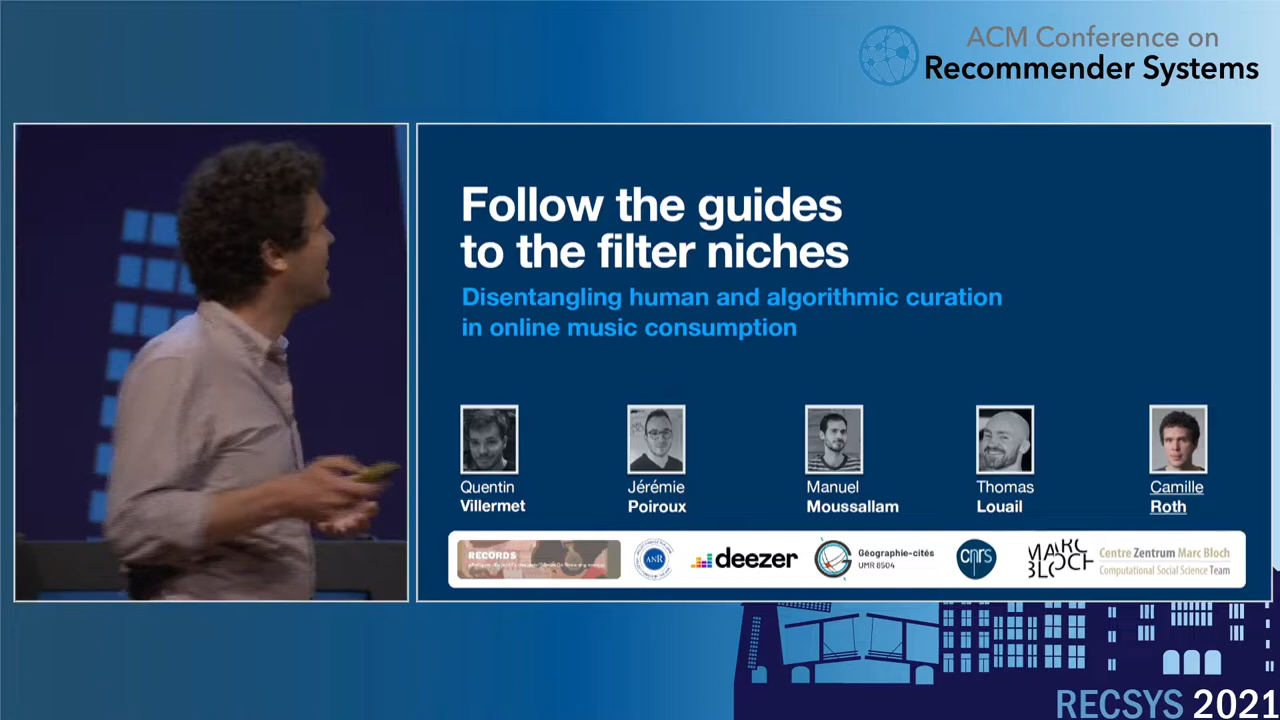 ACM Conference on
Recommender Systems
Follow the guides
to the filter niches
Disentangling human and algorithmic curation
in online music consumption
Quentin
Villermet
Jérémie
Poiroux
Manuel
Moussallam
Thomas
Louail
Camille
Roth
RECORDS
ANR
deezer
Géographie-cités
UMR 8504
cnrs
MARC
BLOCH
Centre Zentrum Marc Bloch
Computational Social Science Team
RECSYS 2021